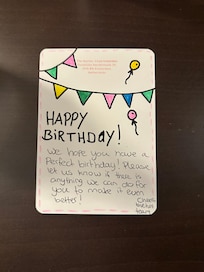 HAPPY
BIRTHDAY!
We hope you have a
Perfect birthday! Please
let us know if there is
anything we can do for
you to make it even
better!